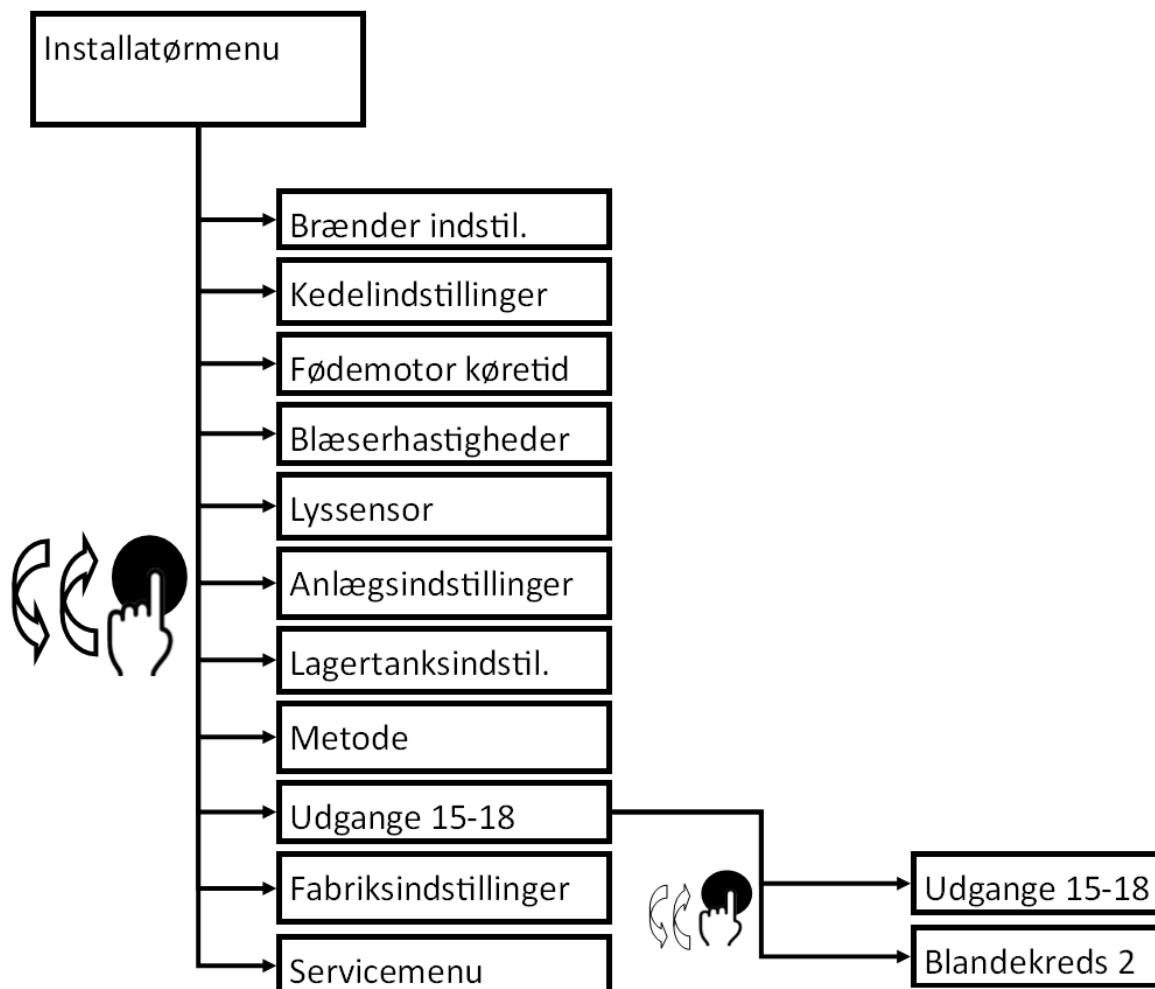 Installatørmenu
Brænder indstil.
Kedelindstillinger
Fødemotor køretid
Blæserhastigheder
Lyssensor
Anlægsindstillinger
Lagertanksindstil.
Metode
Udgange 15-18
Fabriksindstillinger
Udgange 15-18
Blandekreds 2
Servicemenu